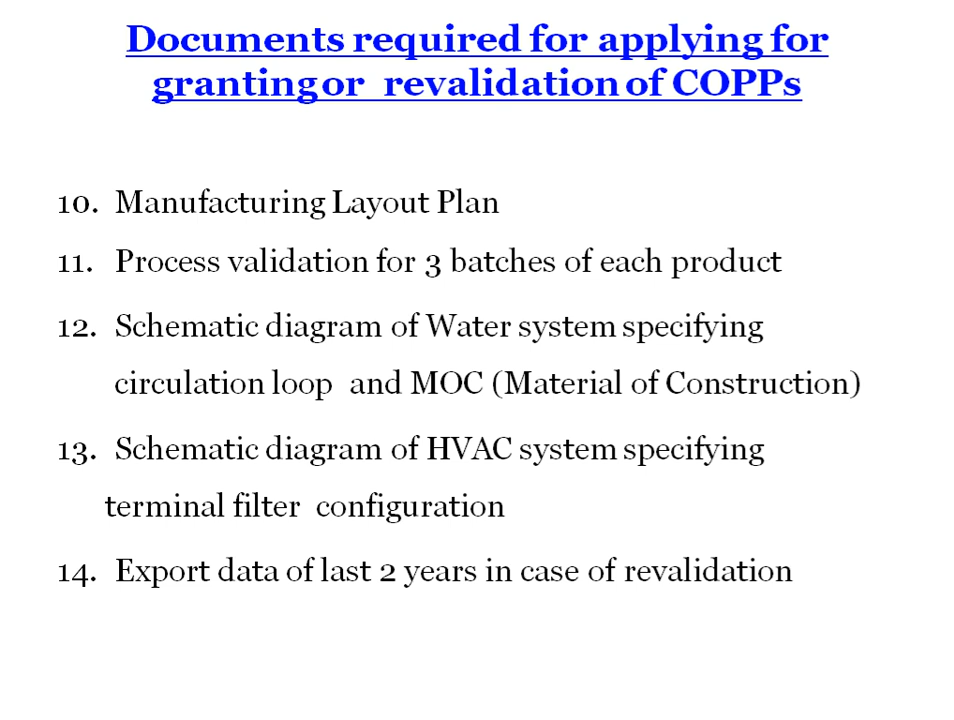 Documents required for applying for
granting or revalidation of COPPs
10. Manufacturing Layout Plan
11. Process validation for 3 batches of each product
12. Schematic diagram of Water system specifying
circulation loop and MOC (Material of Construction)
13. Schematic diagram of HVAC system specifying
terminal filter configuration
14. Export data of last 2 years in case of revalidation